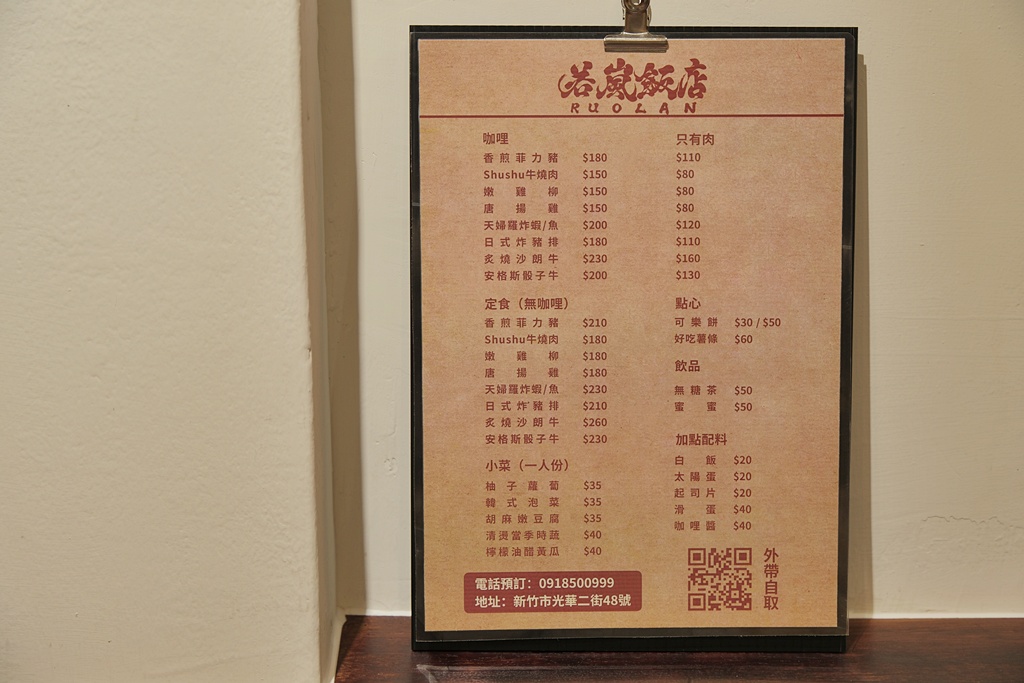 若嵐飯店
RUOLAN
咖哩
香煎菲力豬 $180
Shushu牛燒肉 $150
嫩雞柳 $150
唐揚雞 $150
天婦羅炸蝦/魚 $200
日式炸豬排 $180
炙燒沙朗牛 $230
安格斯骰子牛 $200
定食（無咖哩）
香煎菲力豬 $210
Shushu牛燒肉 $180
嫩雞柳 $180
唐揚雞 $180
天婦羅炸蝦/魚 $230
日式炸豬排 $210
炙燒沙朗牛 $260
安格斯骰子牛 $230
小菜（一人份）
柚子蘿蔔 $35
韓式泡菜 $35
胡麻嫩豆腐 $35
清燙當季時蔬 $40
檸檬油醋黃瓜 $40
只有肉
$110
$80
$80
$80
$120
$110
$160
$130
點心
可樂餅 $30 / $50
好吃薯條 $60
飲品
無糖茶 $50
蜜蜜 $50
加點配料
白飯 $20
太陽蛋 $20
起司片 $20
滑蛋 $40
咖哩醬 $40
外帶自取
電話預訂：0918500999
地址：新竹市光華二街48號